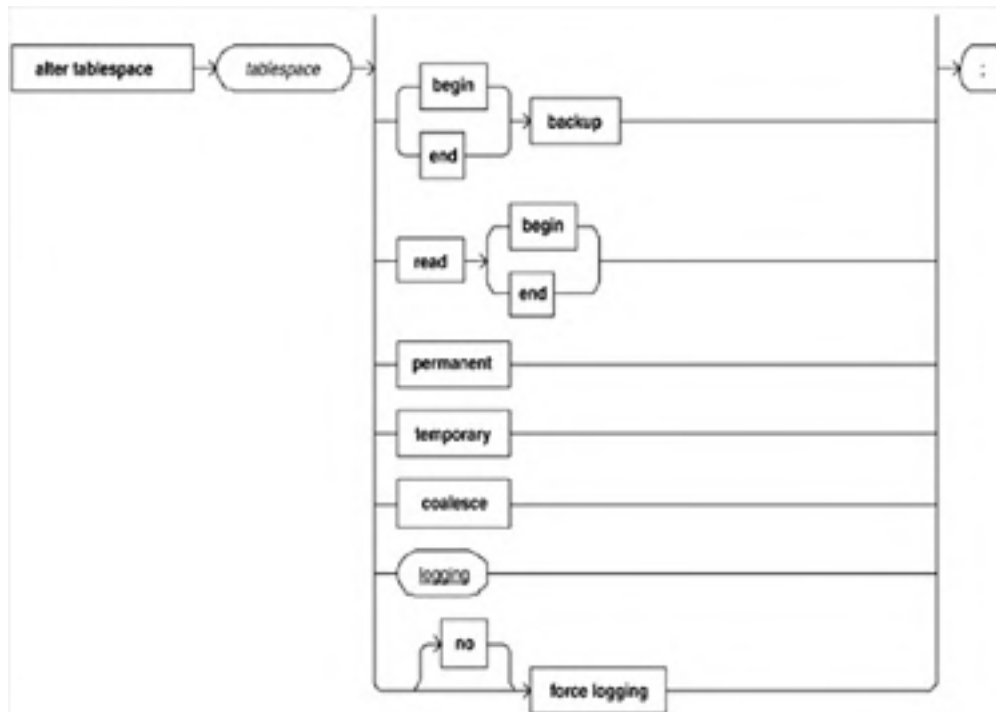 alter tablespace tablespace ;
begin
backup
end
begin
read
end
permanent
temporary
coalesce
logging
no
force logging